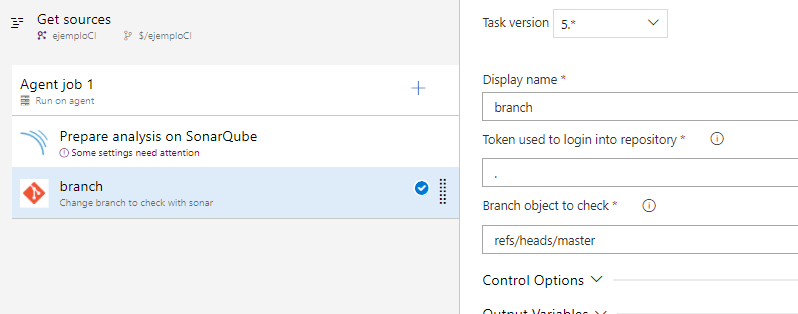 Get sources
ejemploCI $/ejemploCI
Agent job 1
Run on agent
Prepare analysis on SonarQube
Some settings need attention
branch
Change branch to check with sonar
Task version 5.*
Display name *
branch
Token used to login into repository *
.
Branch object to check *
refs/heads/master
Control Options
Output Variables